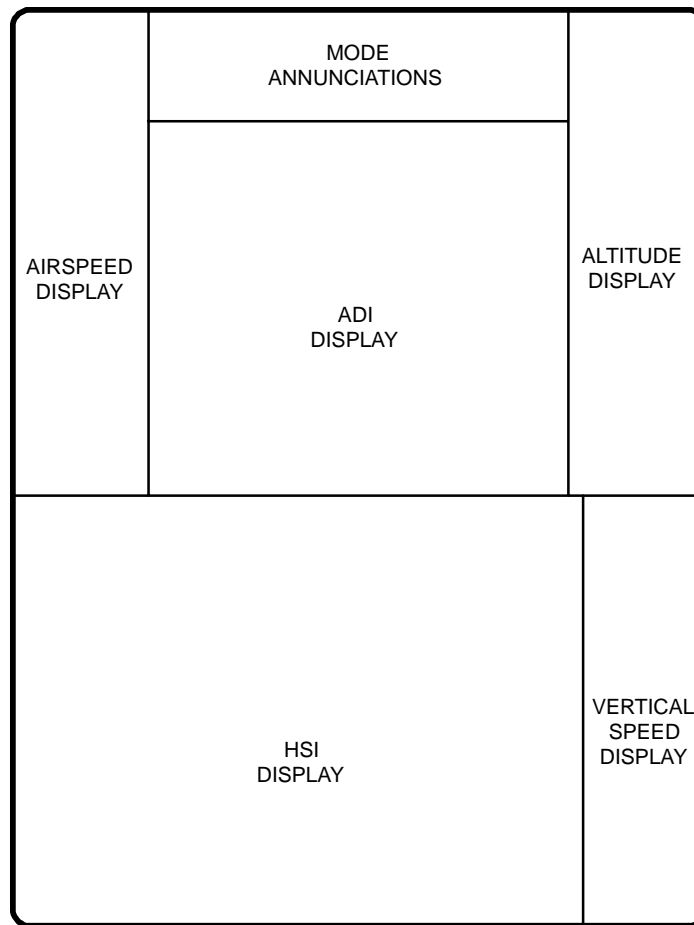 MODE
ANNUNCIATIONS
AIRSPEED
DISPLAY
ADI
DISPLAY
ALTITUDE
DISPLAY
HSI
DISPLAY
VERTICAL
SPEED
DISPLAY